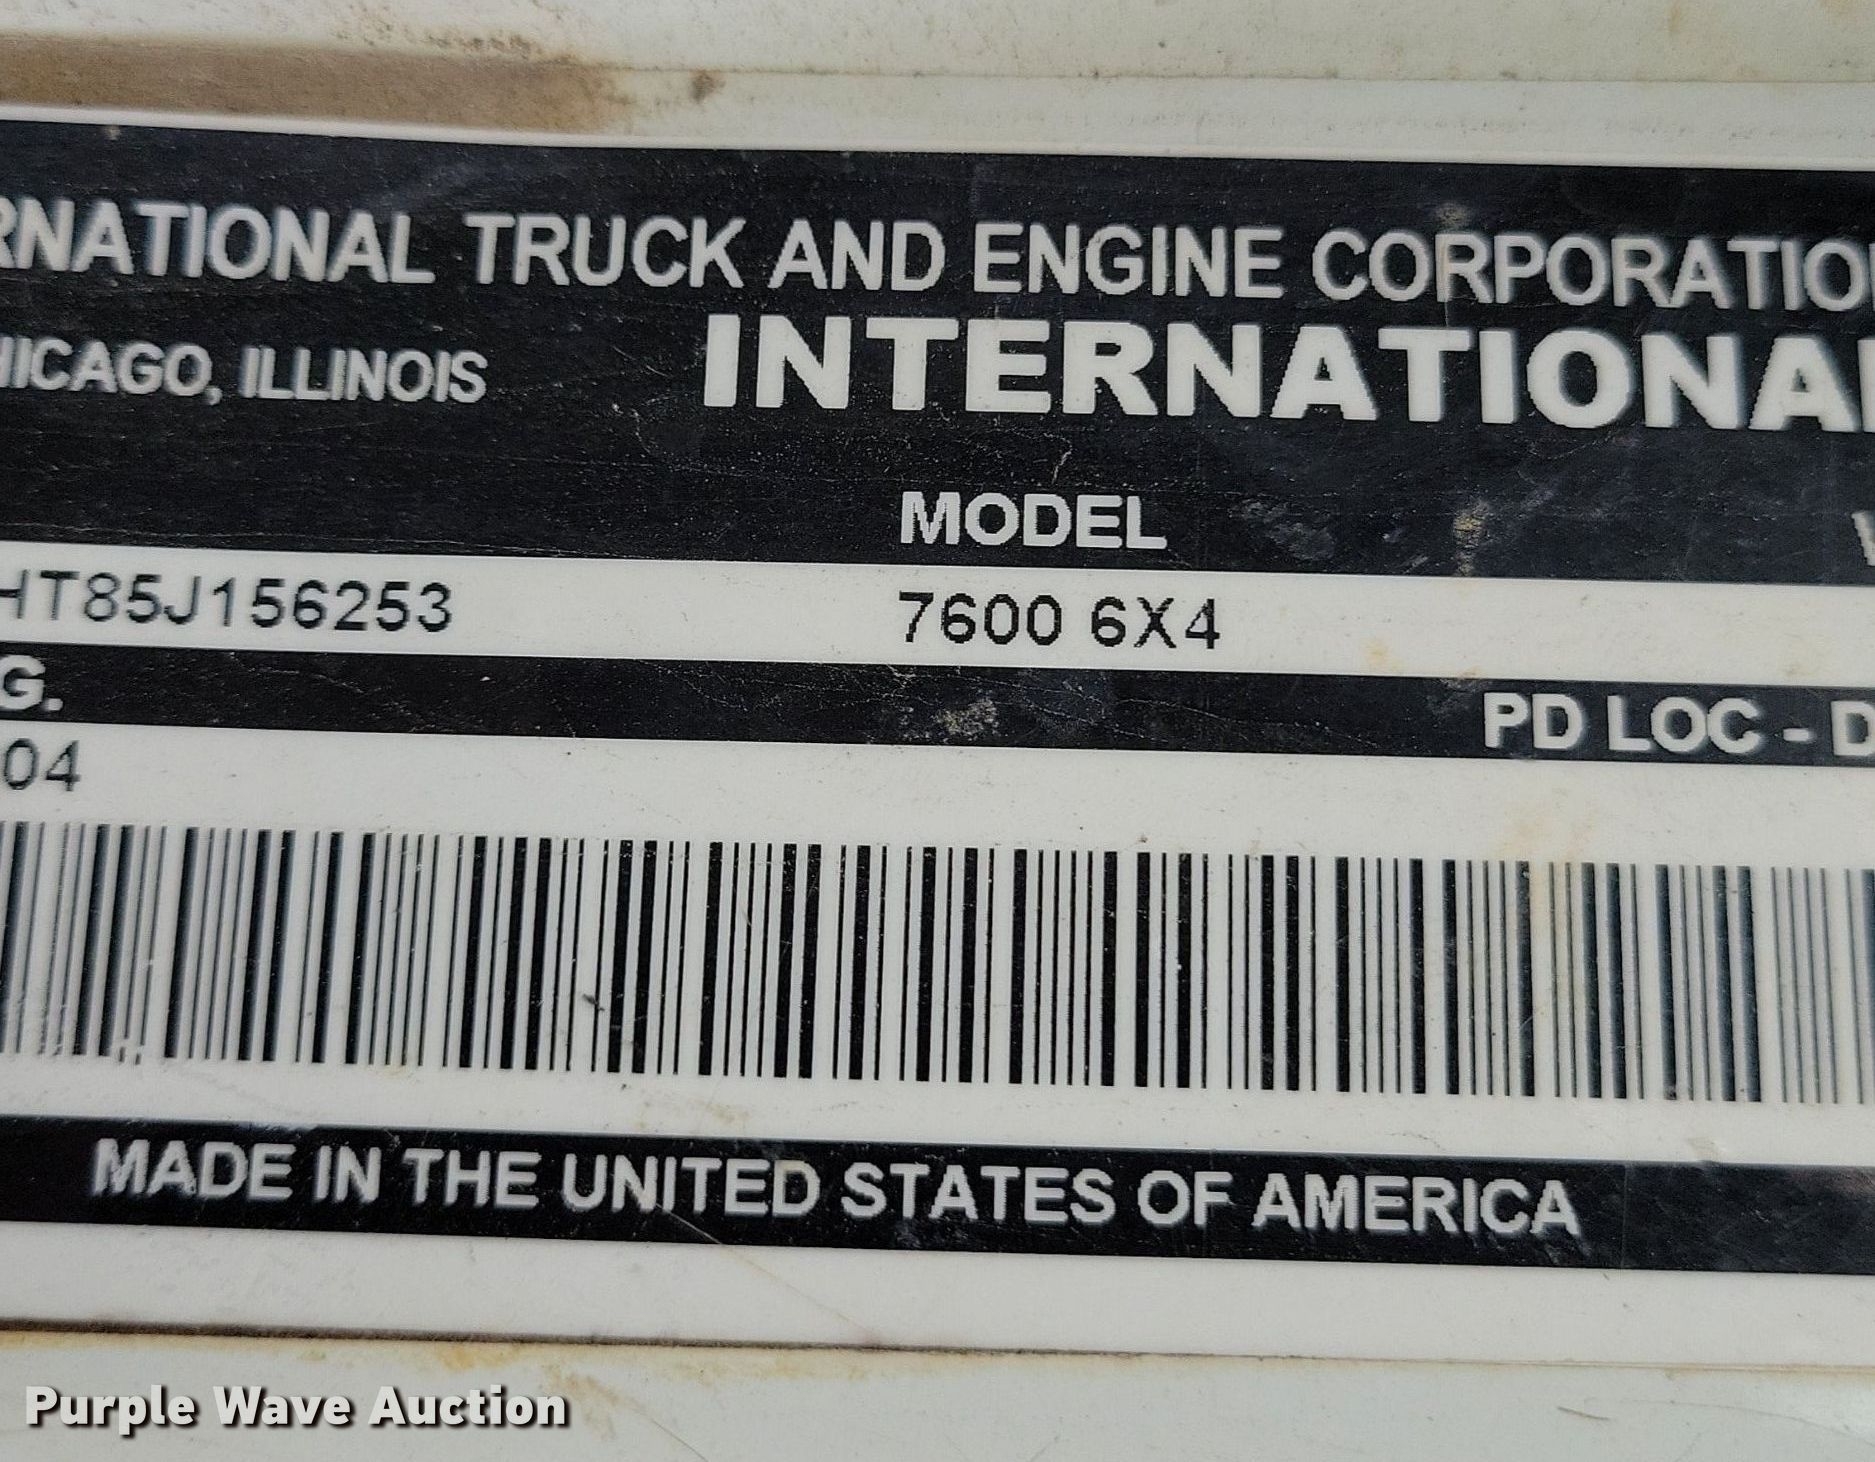 RNATIONAL TRUCK AND ENGINE CORPORATIO
HICAGO, ILLINOIS
INTERNATIONAL
MODEL
HT85J156253 7600 6X4
G. PD LOC - D
04
MADE IN THE UNITED STATES OF AMERICA
Purple Wave Auction